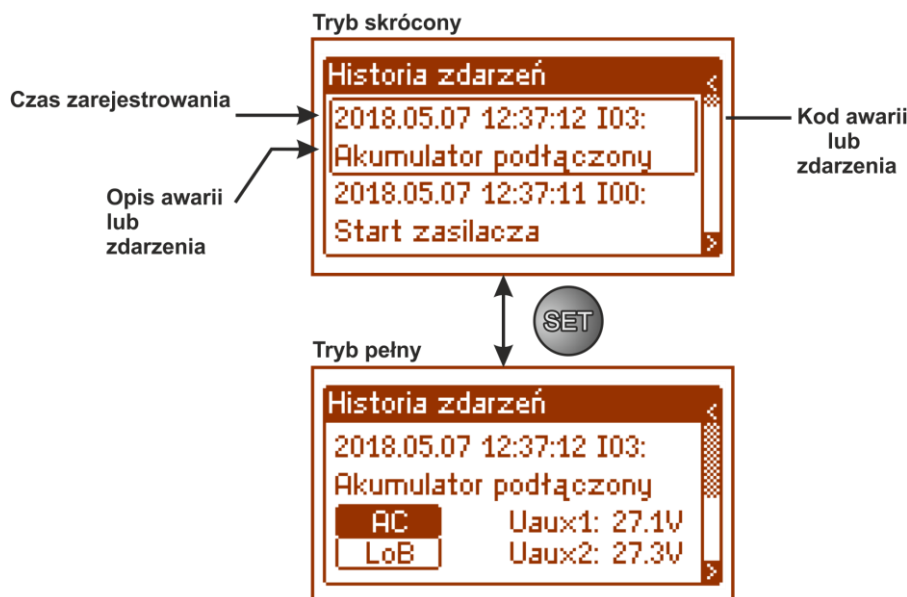 Tryb skrócony
Historia zdarzeń
Czas zarejestrowania
2018.05.07 12:37:12 I03:
Akumulator podłączony
Kod awarii
lub
zdarzenia
Opis awarii
lub
zdarzenia
2018.05.07 12:37:11 I00:
Start zasilacza
SET
Tryb pełny
Historia zdarzeń
2018.05.07 12:37:12 I03:
Akumulator podłączony
AC Uaux1: 27.1V
LoB Uaux2: 27.3V